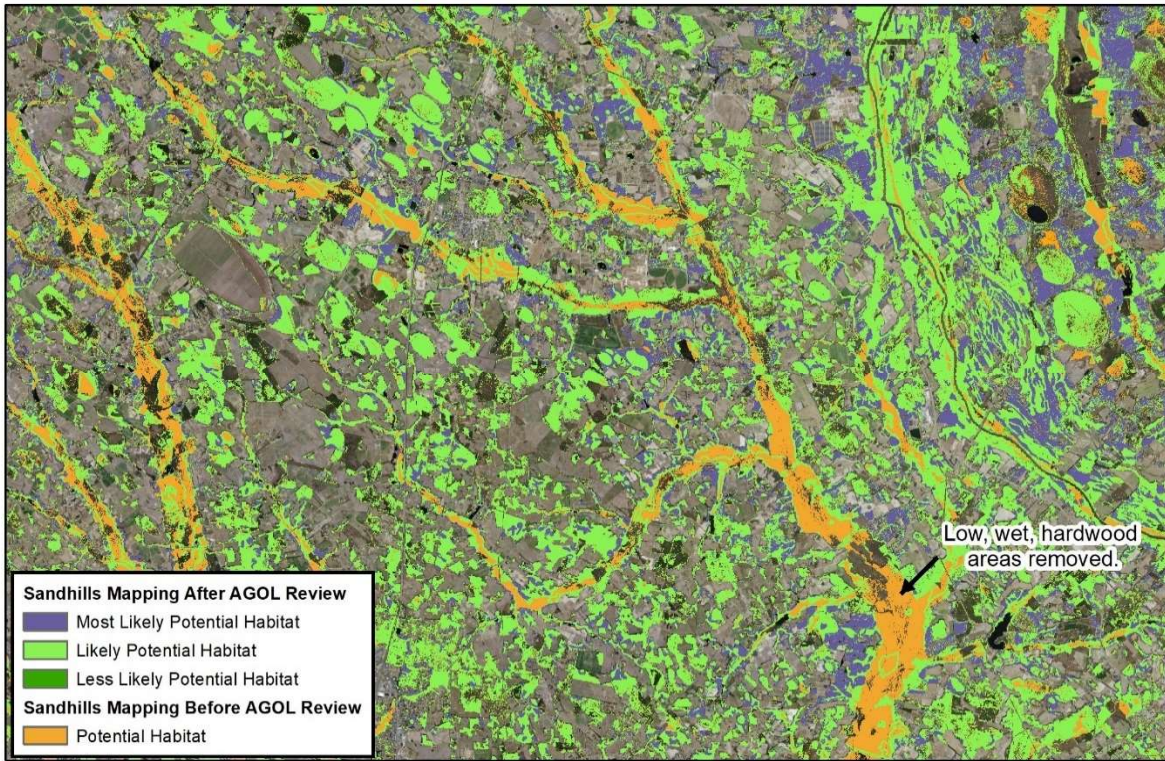 Low, wet, hardwood
areas removed.
Sandhills Mapping After AGOL Review
Most Likely Potential Habitat
Likely Potential Habitat
Less Likely Potential Habitat
Sandhills Mapping Before AGOL Review
Potential Habitat